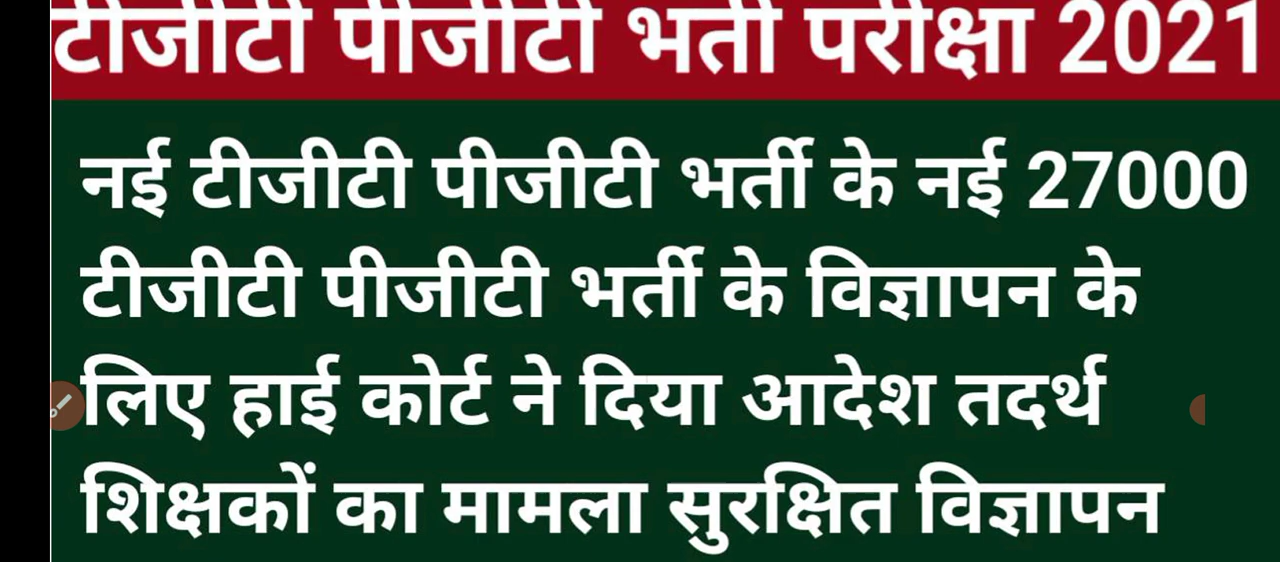 टीजीटी पीजीटी भर्ती परीक्षा 2021
नई टीजीटी पीजीटी भर्ती के नई 27000
टीजीटी पीजीटी भर्ती के विज्ञापन के
लिए हाई कोर्ट ने दिया आदेश तदर्थ
शिक्षकों का मामला सुरक्षित विज्ञापन